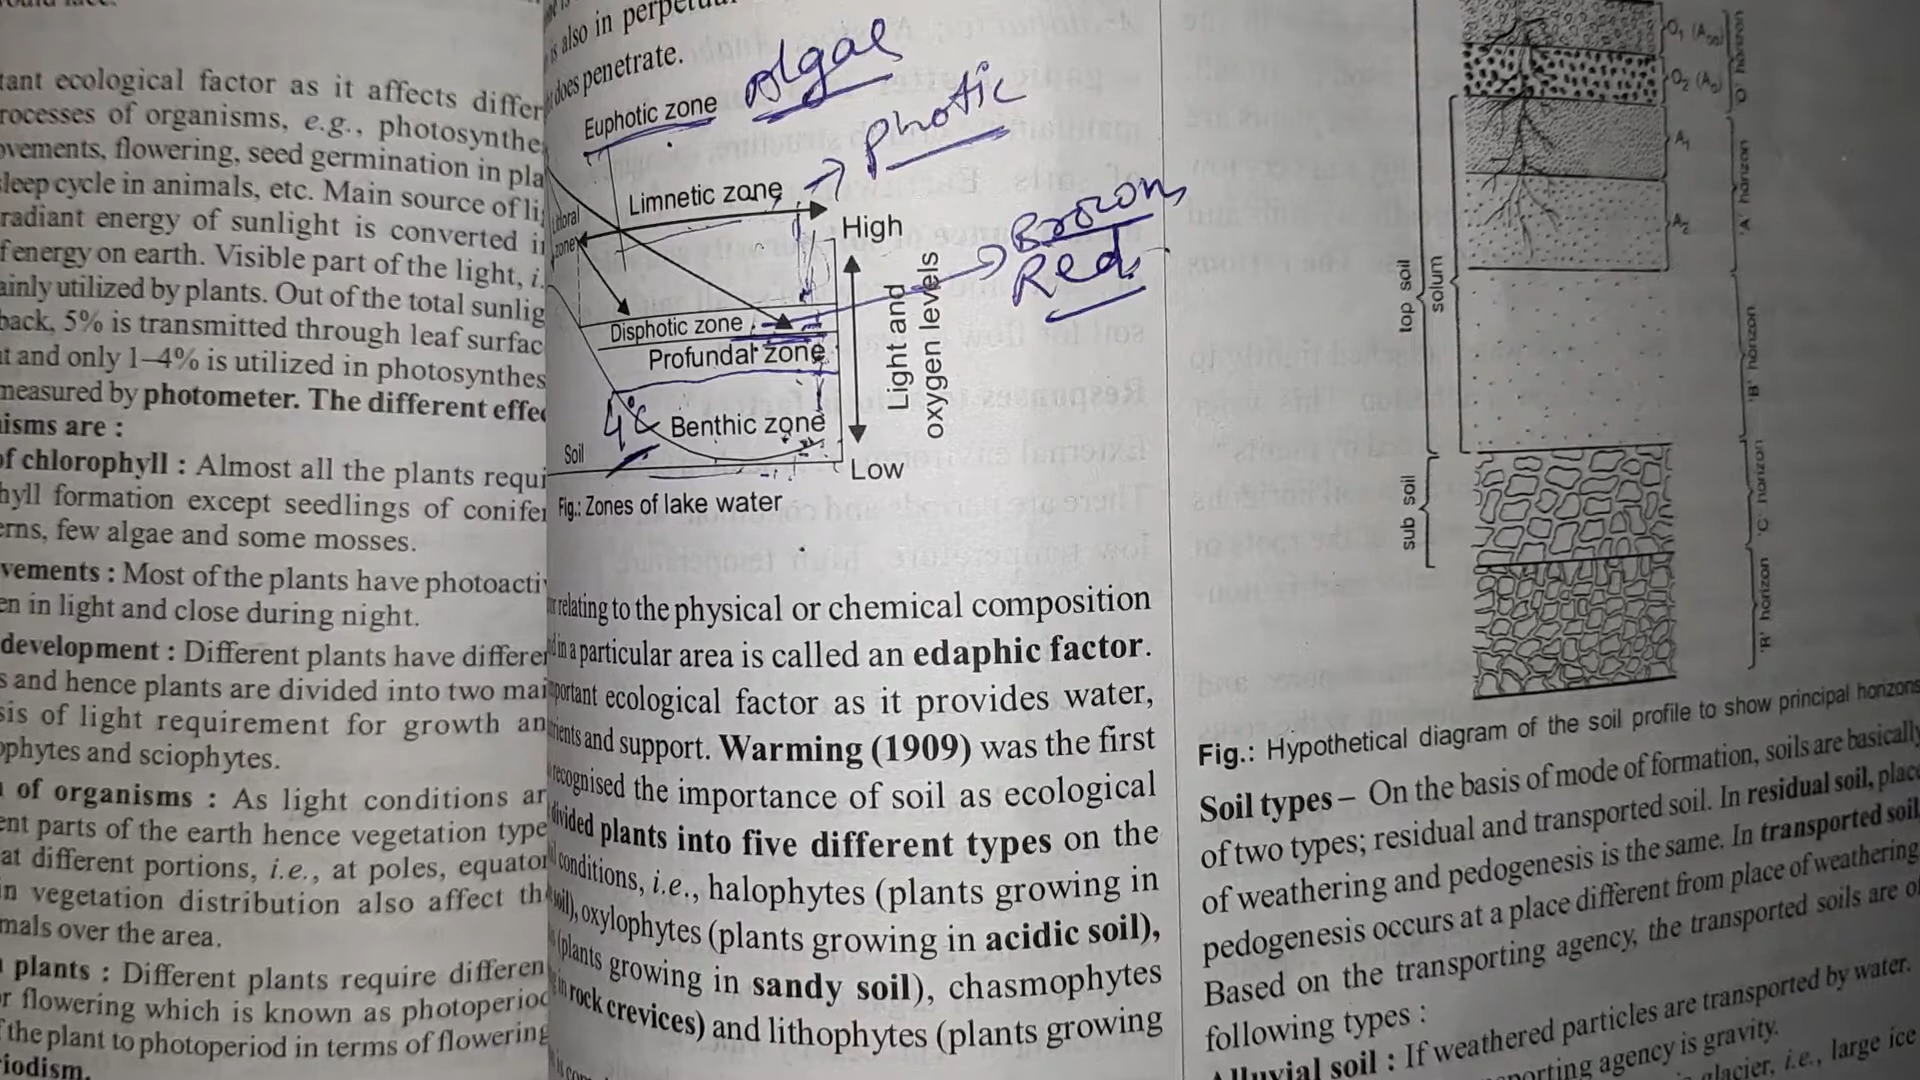 tant ecological factor as it affects differ
rocesses of organisms, e.g., photosynthe
ovements, flowering, seed germination in pla
sleep cycle in animals, etc. Main source of li
radiant energy of sunlight is converted i
f energy on earth. Visible part of the light, i.
ainly utilized by plants. Out of the total sunlig
back, 5% is transmitted through leaf surfac
t and only 1–4% is utilized in photosynthes
measured by photometer. The different effe
isms are :
of chlorophyll : Almost all the plants requi
hyll formation except seedlings of conifer
erns, few algae and some mosses.
vements : Most of the plants have photoacti
en in light and close during night.
development : Different plants have differe
s and hence plants are divided into two mai
sis of light requirement for growth an
ophytes and sciophytes.
of organisms : As light conditions ar
ent parts of the earth hence vegetation type
at different portions, i.e., at poles, equator
in vegetation distribution also affect th
mals over the area.
plants : Different plants require differen
r flowering which is known as photoperiod
the plant to photoperiod in terms of flowering
iodism.
is also in perpetu
does penetrate.
Euphotic zone
Algae
Photic
Limnetic zone
zone
High
Brown
Red
Disphotic zone
Profundal zone
4°C
Benthic zone
Soil
Low
Light and
oxygen levels
Fig.: Zones of lake water
relating to the physical or chemical composition
in a particular area is called an edaphic factor.
portant ecological factor as it provides water,
ients and support. Warming (1909) was the first
recognised the importance of soil as ecological
divided plants into five different types on the
conditions, i.e., halophytes (plants growing in
soil), oxylophytes (plants growing in acidic soil),
(plants growing in sandy soil), chasmophytes
in rock crevices) and lithophytes (plants growing
O₁ (A₀₀)
O₂ (A₀)
'O' horizon
A₁
A₂
'A' horizon
top soil
solum
'B' horizon
sub soil
'C' horizon
'R' horizon
Fig.: Hypothetical diagram of the soil profile to show principal horizons
Soil types – On the basis of mode of formation, soils are basically
of two types; residual and transported soil. In residual soil, place
of weathering and pedogenesis is the same. In transported soil
pedogenesis occurs at a place different from place of weathering
Based on the transporting agency, the transported soils are of
following types :
Alluvial soil : If weathered particles are transported by water.
porting agency is gravity.
glacier, i.e., large ice